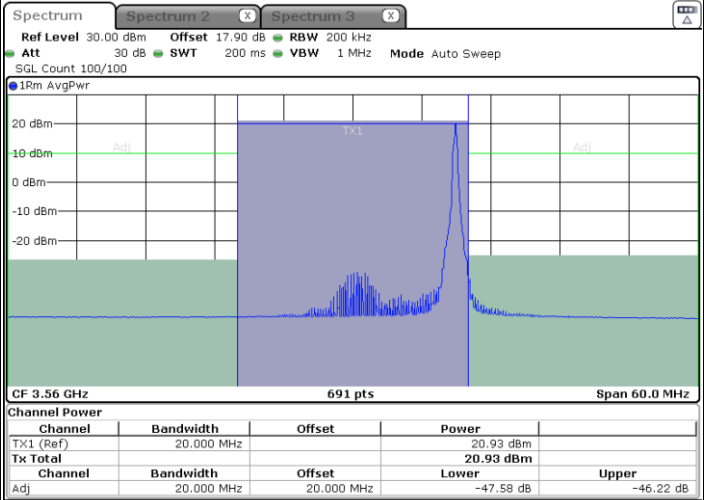 Spectrum Spectrum 2 X Spectrum 3 X
Ref Level 30.00 dBm Offset 17.90 dB RBW 200 kHz
Att 30 dB SWT 200 ms VBW 1 MHz Mode Auto Sweep
SGL Count 100/100
1Rm AvgPwr
20 dBm
TX1
Adj Adj
10 dBm
0 dBm
-10 dBm
-20 dBm
CF 3.56 GHz 691 pts Span 60.0 MHz
Channel Power
Channel Bandwidth Offset Power
TX1 (Ref) 20.000 MHz 20.93 dBm
Tx Total 20.93 dBm
Channel Bandwidth Offset Lower Upper
Adj 20.000 MHz 20.000 MHz -47.58 dB -46.22 dB